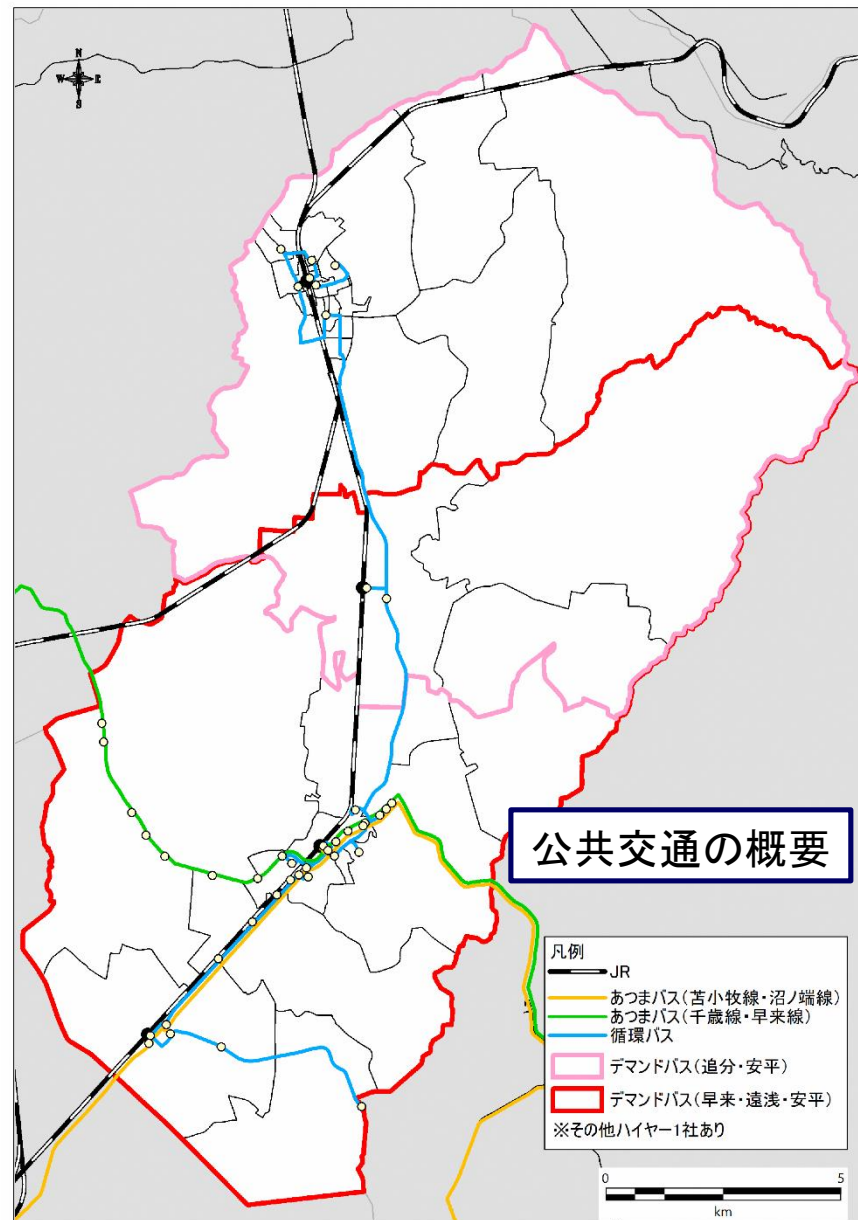 N
W E
S
公共交通の概要
凡例
JR
あつまバス(苫小牧線・沼ノ端線)
あつまバス(千歳線・早来線)
循環バス
デマンドバス(追分・安平)
デマンドバス(早来・遠浅・安平)
※その他ハイヤー1社あり
0 5
km